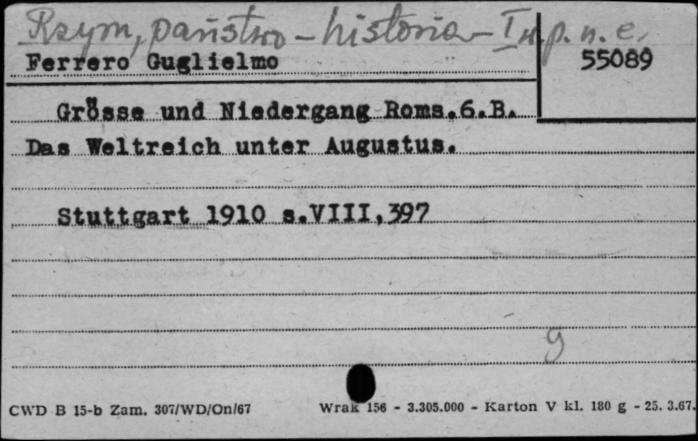 Rzym, państwo - historia - I w. p. n. e.
Ferrero Guglielmo
55089
Grösse und Niedergang Roms.6.B.
Das Weltreich unter Augustus.
Stuttgart 1910 s.VIII,397
9
CWD B 15-b Zam. 307/WD/On/67
Wrak 156 - 3.305.000 - Karton V kl. 180 g - 25. 3.67.